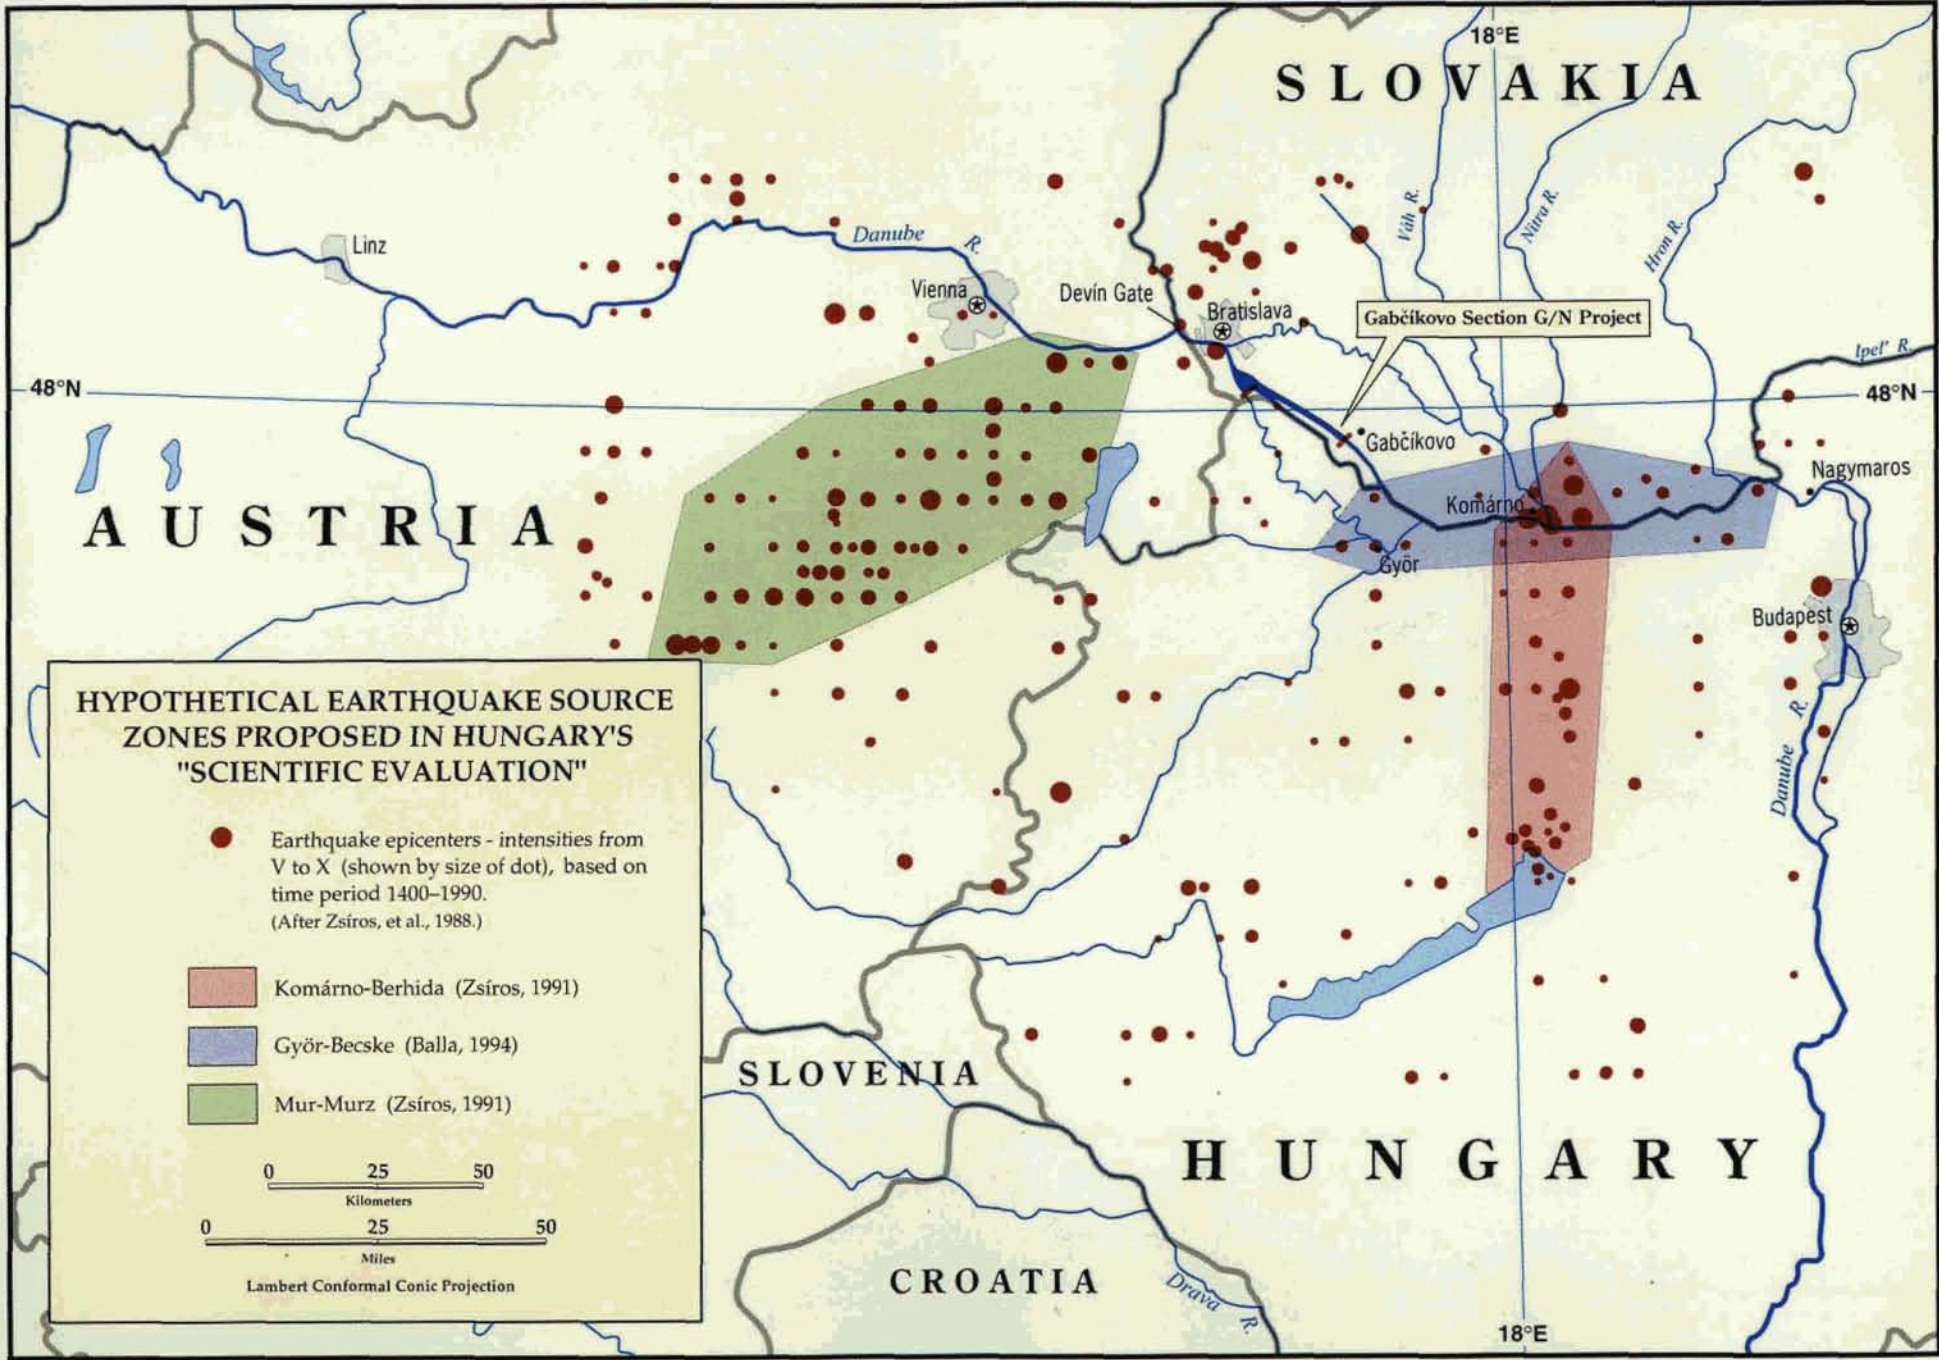 18°E
SLOVAKIA
Linz
Danube R.
Váh R.
Nitra R.
Hron R.
Vienna
Devín Gate
Bratislava
Gabčíkovo Section G/N Project
Ipel' R.
48°N
48°N
Gabčíkovo
Nagymaros
AUSTRIA
Komárno
Györ
Budapest
HYPOTHETICAL EARTHQUAKE SOURCE
ZONES PROPOSED IN HUNGARY'S
"SCIENTIFIC EVALUATION"
Earthquake epicenters - intensities from
V to X (shown by size of dot), based on
time period 1400–1990.
(After Zsíros, et al., 1988.)
Komárno-Berhida (Zsíros, 1991)
Györ-Becske (Balla, 1994)
Mur-Murz (Zsíros, 1991)
0 25 50
Kilometers
0 25 50
Miles
Lambert Conformal Conic Projection
Danube R.
SLOVENIA
HUNGARY
CROATIA
Drava R.
18°E